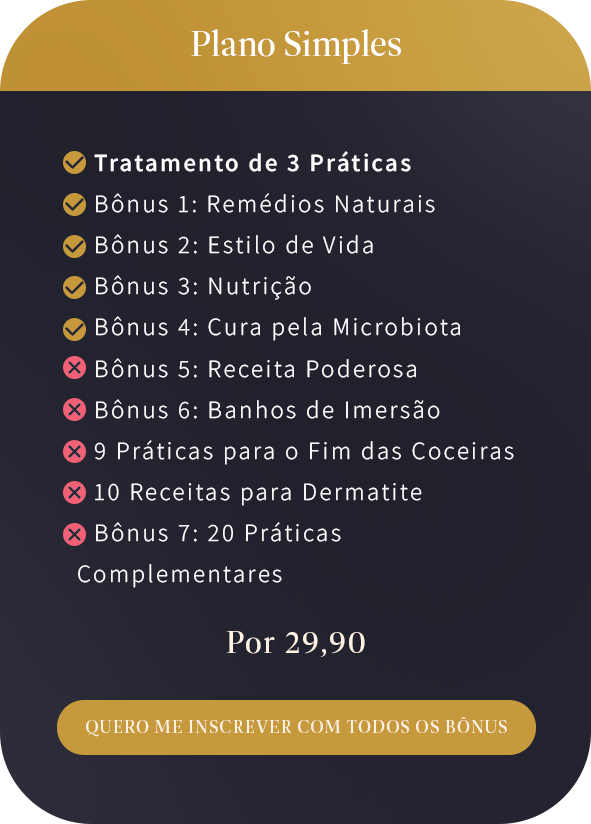 Plano Simples
Tratamento de 3 Práticas
Bônus 1: Remédios Naturais
Bônus 2: Estilo de Vida
Bônus 3: Nutrição
Bônus 4: Cura pela Microbiota
Bônus 5: Receita Poderosa
Bônus 6: Banhos de Imersão
9 Práticas para o Fim das Coceiras
10 Receitas para Dermatite
Bônus 7: 20 Práticas
Complementares
Por 29,90
QUERO ME INSCREVER COM TODOS OS BÔNUS